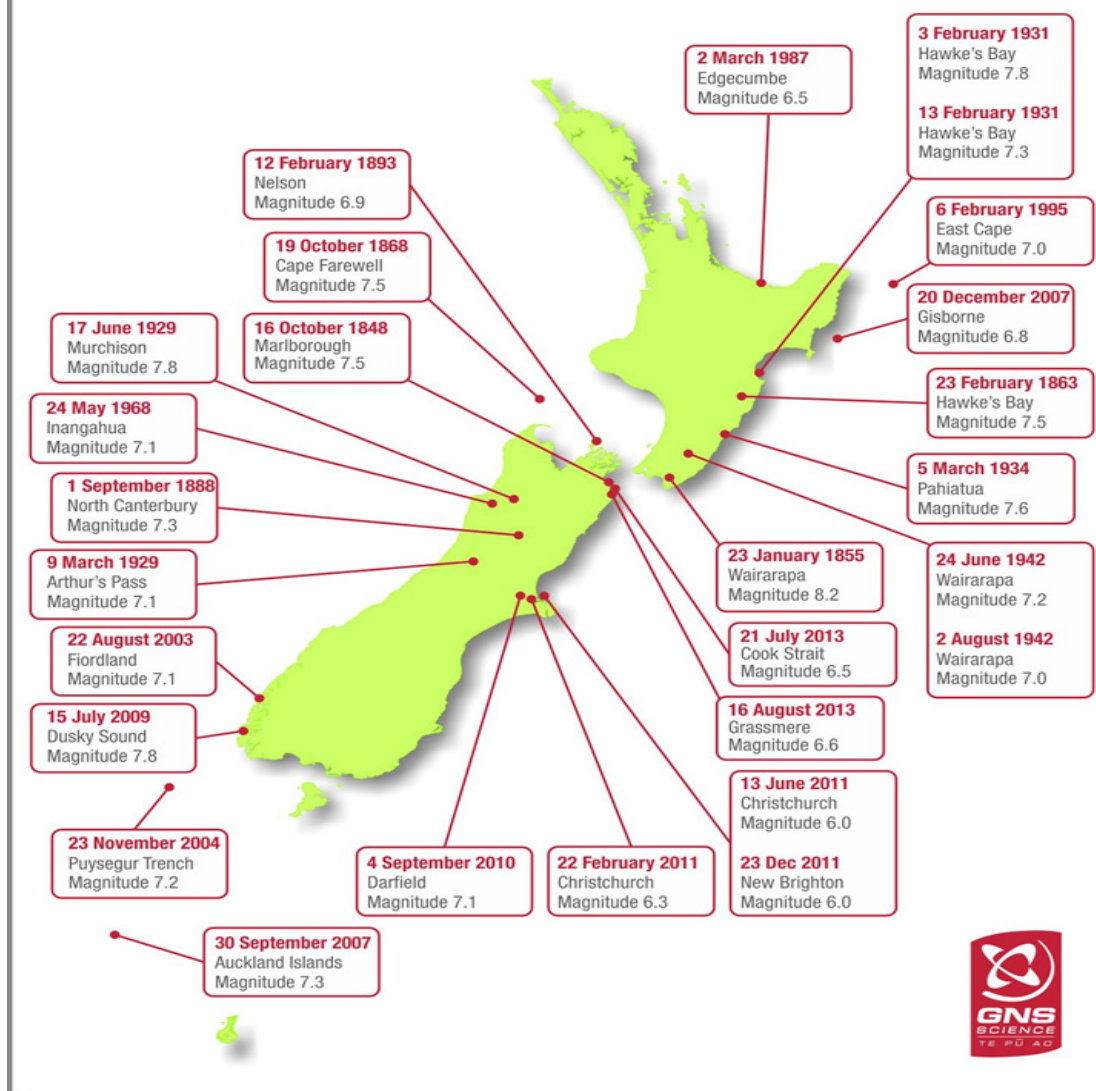 2 March 1987
Edgecumbe
Magnitude 6.5
3 February 1931
Hawke's Bay
Magnitude 7.8
13 February 1931
Hawke's Bay
Magnitude 7.3
12 February 1893
Nelson
Magnitude 6.9
6 February 1995
East Cape
Magnitude 7.0
19 October 1868
Cape Farewell
Magnitude 7.5
20 December 2007
Gisborne
Magnitude 6.8
17 June 1929
Murchison
Magnitude 7.8
16 October 1848
Marlborough
Magnitude 7.5
23 February 1863
Hawke's Bay
Magnitude 7.5
24 May 1968
Inangahua
Magnitude 7.1
5 March 1934
Pahiatua
Magnitude 7.6
1 September 1888
North Canterbury
Magnitude 7.3
23 January 1855
Wairarapa
Magnitude 8.2
24 June 1942
Wairarapa
Magnitude 7.2
2 August 1942
Wairarapa
Magnitude 7.0
9 March 1929
Arthur's Pass
Magnitude 7.1
21 July 2013
Cook Strait
Magnitude 6.5
22 August 2003
Fiordland
Magnitude 7.1
16 August 2013
Grassmere
Magnitude 6.6
15 July 2009
Dusky Sound
Magnitude 7.8
13 June 2011
Christchurch
Magnitude 6.0
23 Dec 2011
New Brighton
Magnitude 6.0
23 November 2004
Puysegur Trench
Magnitude 7.2
4 September 2010
Darfield
Magnitude 7.1
22 February 2011
Christchurch
Magnitude 6.3
30 September 2007
Auckland Islands
Magnitude 7.3
GNS
SCIENCE
TE PŪ AO